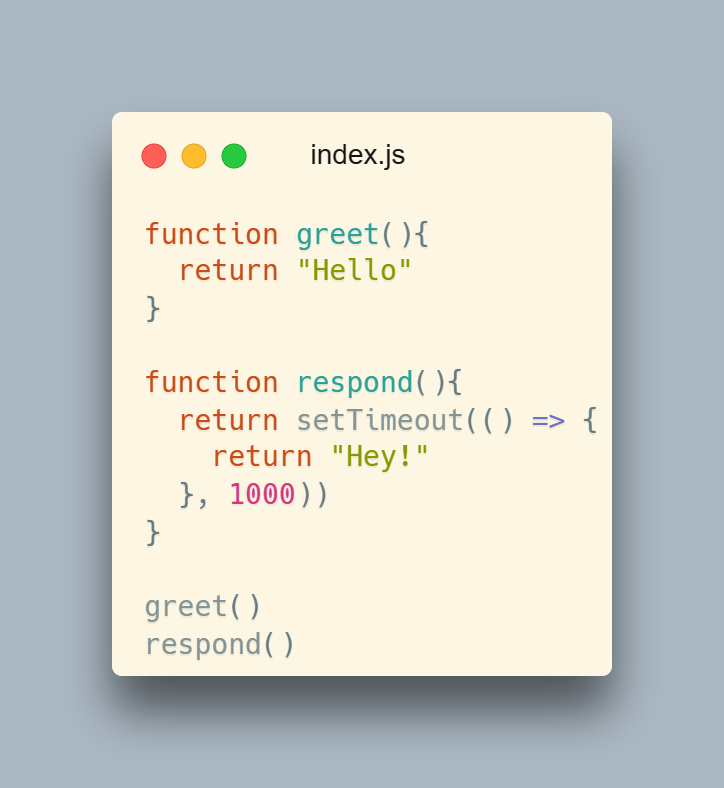 index.js
function greet(){
  return "Hello"
}
function respond(){
  return setTimeout(() => {
    return "Hey!"
  }, 1000))
}
greet()
respond()